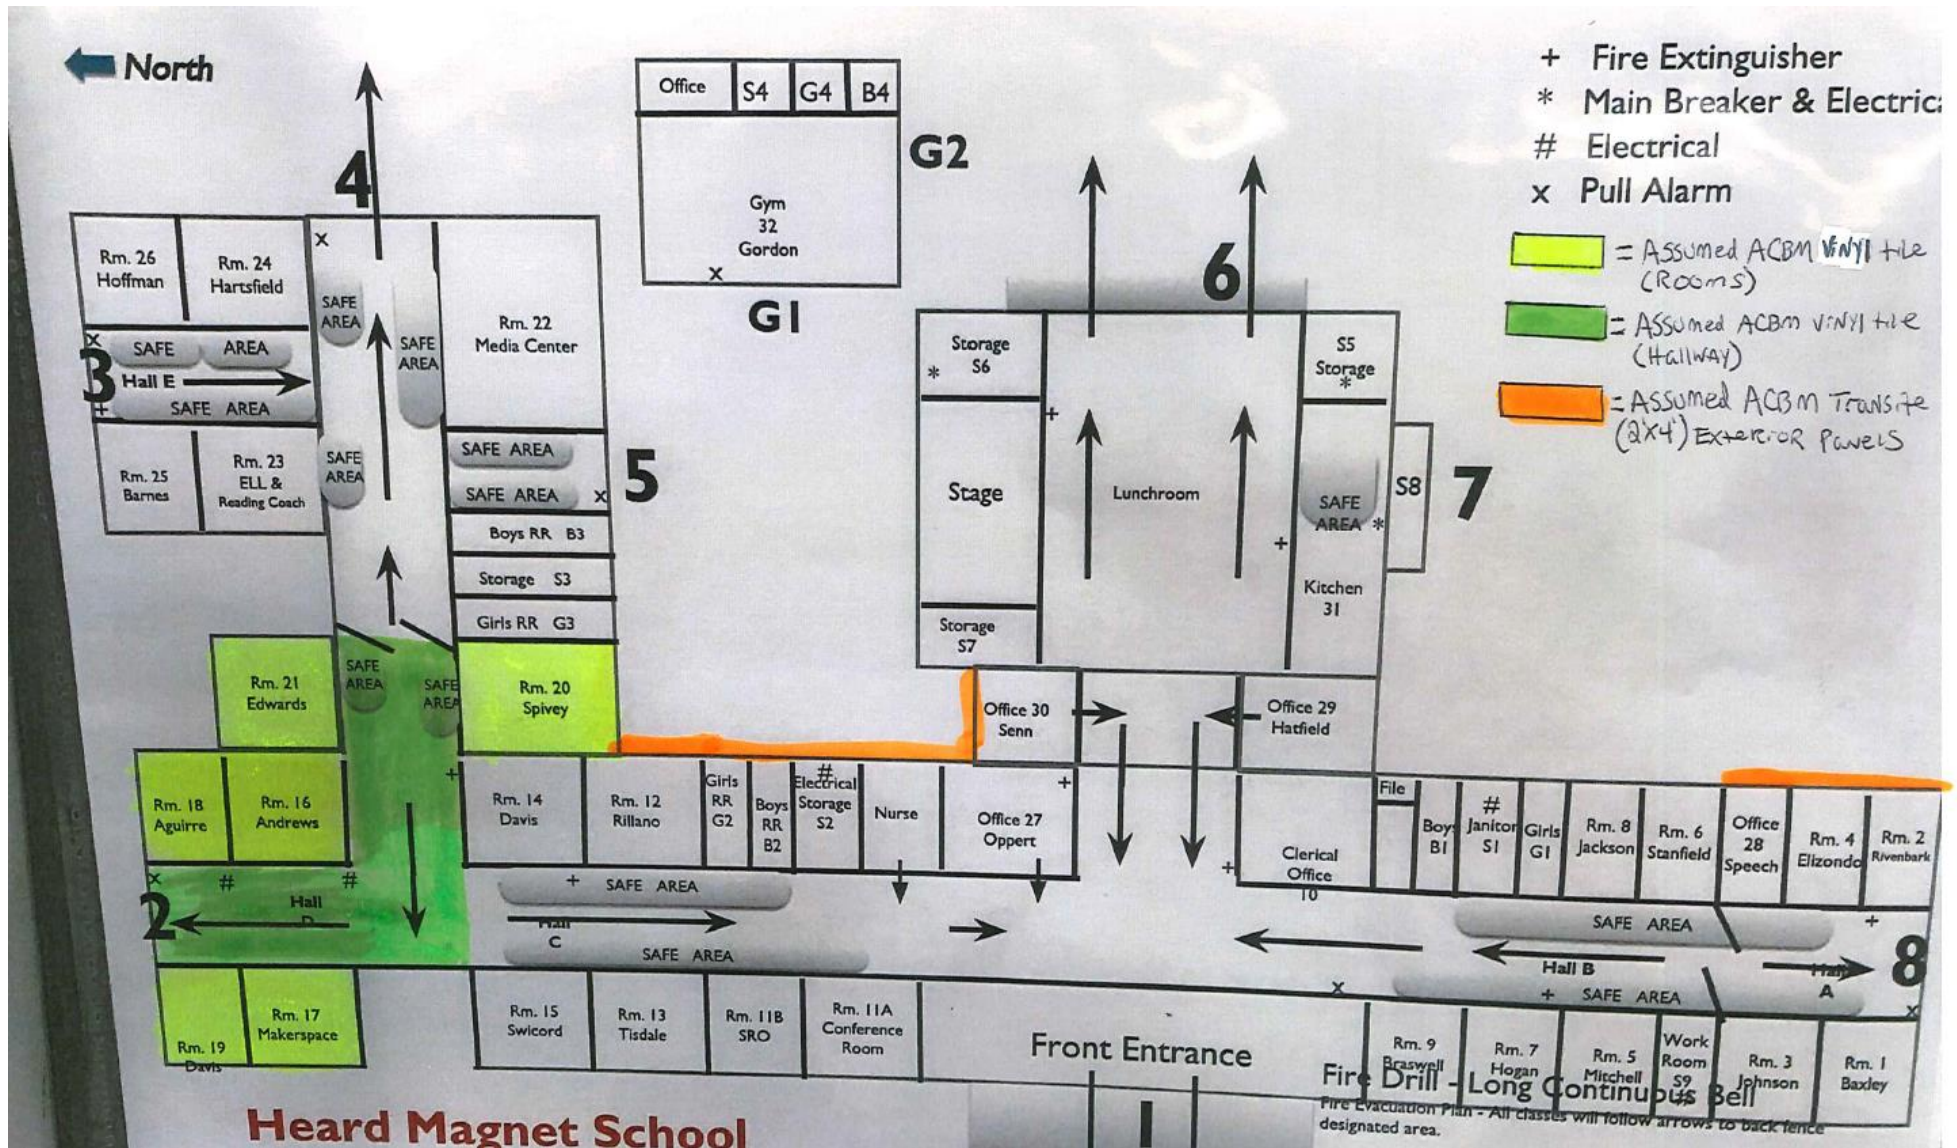 North
+ Fire Extinguisher
* Main Breaker & Electrica
# Electrical
x Pull Alarm
= Assumed ACBM VINYL tile
(Rooms)
= Assumed ACBM VINYL tile
(Hallway)
= Assumed ACBM Transite
(2'x4') Exterior Panels
Office
S4
G4
B4
Gym
32
Gordon
x
G2
G1
4
Rm. 26
Hoffman
Rm. 24
Hartsfield
x
SAFE
AREA
SAFE
AREA
Rm. 22
Media Center
x
3
SAFE AREA
Hall E
SAFE AREA
+
Rm. 25
Barnes
Rm. 23
ELL &
Reading Coach
SAFE
AREA
SAFE AREA
SAFE AREA
x
5
Boys RR B3
Storage S3
Girls RR G3
6
Storage
S6
*
Stage
Storage
S7
+
Lunchroom
+
S5
Storage
*
SAFE
AREA *
Kitchen
31
S8
7
Rm. 21
Edwards
SAFE
AREA
SAFE
AREA
Rm. 20
Spivey
Office 30
Senn
Office 29
Hatfield
Rm. 18
Aguirre
Rm. 16
Andrews
+
Rm. 14
Davis
Rm. 12
Rillano
Girls
RR
G2
Boys
RR
B2
#
Electrical
Storage
S2
Nurse
Office 27
Oppert
+
Clerical
Office
10
+
File
Boys
B1
#
Janitor
S1
Girls
G1
Rm. 8
Jackson
Rm. 6
Stanfield
Office
28
Speech
Rm. 4
Elizondo
Rm. 2
Rivenbark
x
#
#
2
Hall
D
+ SAFE AREA
Hall
C
SAFE AREA
SAFE AREA
+
Hall B
Hall
A
8
+ SAFE AREA
x
x
Rm. 19
Davis
Rm. 17
Makerspace
Rm. 15
Swicord
Rm. 13
Tisdale
Rm. 11B
SRO
Rm. 11A
Conference
Room
Front Entrance
1
Rm. 9
Braswell
Rm. 7
Hogan
Rm. 5
Mitchell
Work
Room
S9
#
Rm. 3
Johnson
Rm. 1
Baxley
Fire Drill - Long Continuous Bell
Fire Evacuation Plan - All classes will follow arrows to back fence
designated area.
Heard Magnet School